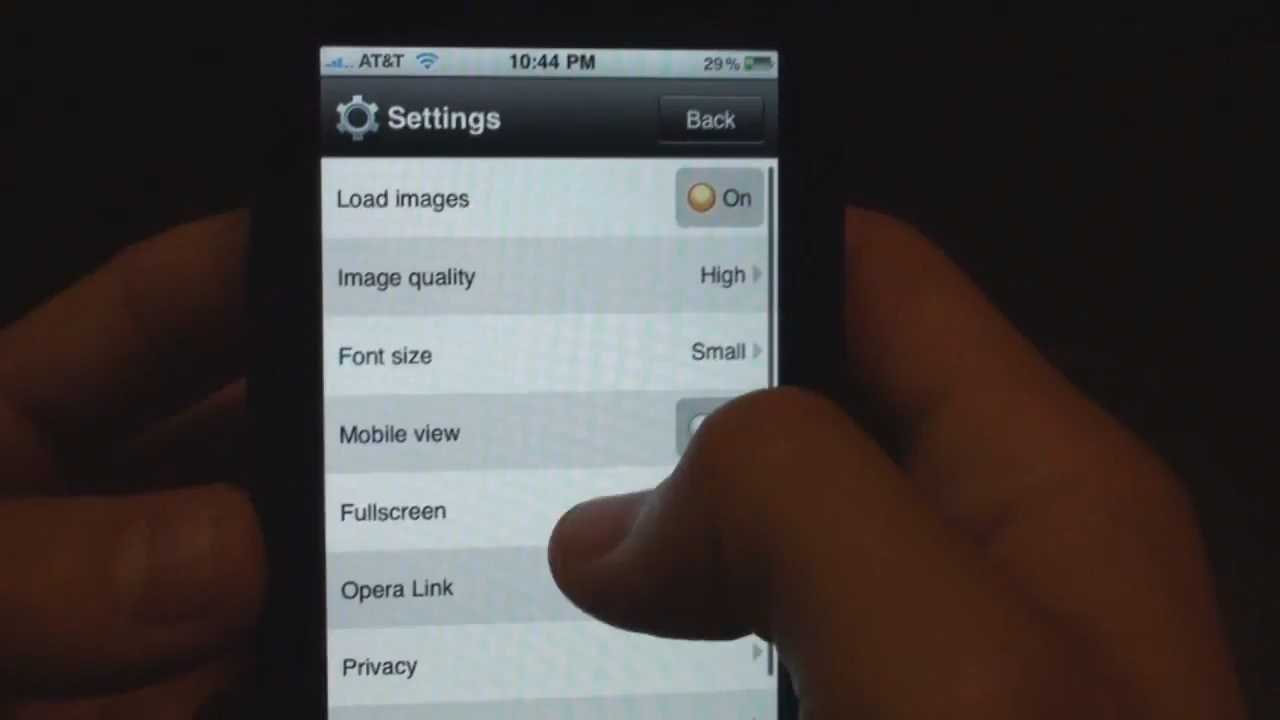 AT&T 10:44 PM 29%
Settings Back
Load images On
Image quality High
Font size Small
Mobile view
Fullscreen
Opera Link
Privacy